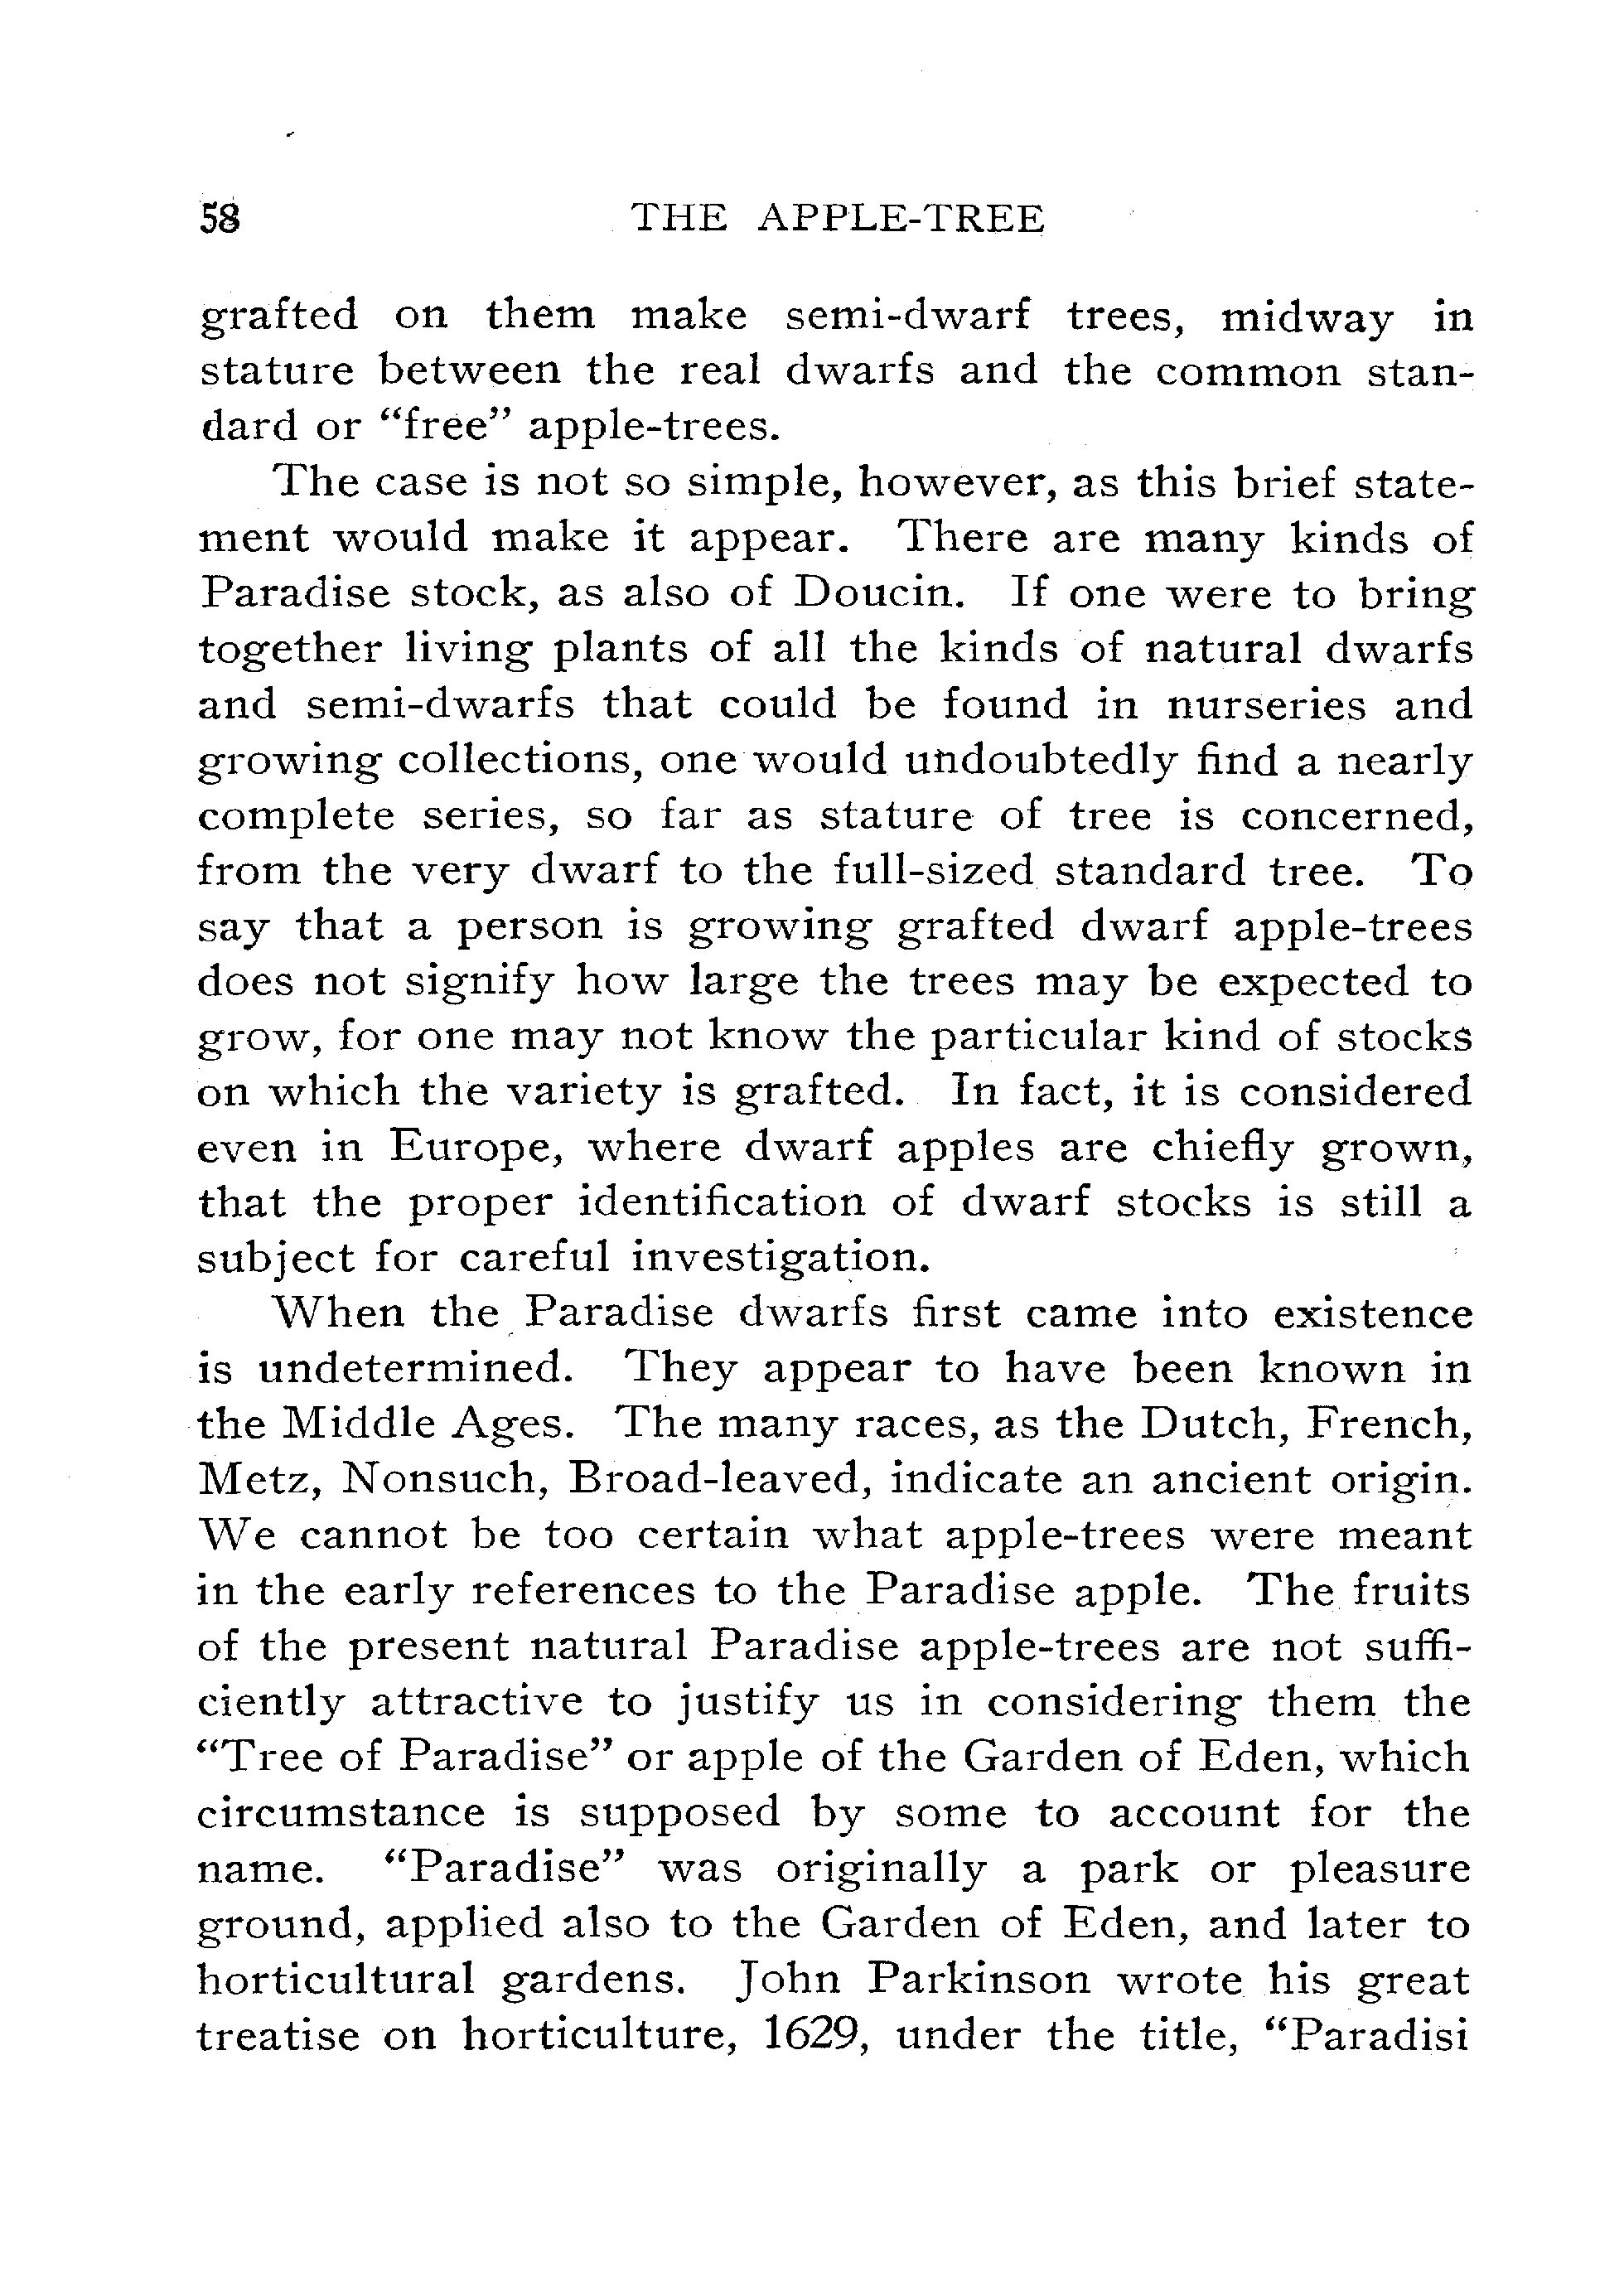 58 THE APPLE-TREE
grafted on them make semi-dwarf trees, midway in
stature between the real dwarfs and the common stan-
dard or “free” apple-trees.
The case is not so simple, however, as this brief state-
ment would make it appear. There are many kinds of
Paradise stock, as also of Doucin. If one were to bring
together living plants of all the kinds of natural dwarfs
and semi-dwarfs that could be found in nurseries and
growing collections, one would undoubtedly find a nearly
complete series, so far as stature of tree is concerned,
from the very dwarf to the full-sized standard tree. To
say that a person is growing grafted dwarf apple-trees
does not signify how large the trees may be expected to
grow, for one may not know the particular kind of stocks
on which the variety is grafted. In fact, it is considered
even in Europe, where dwarf apples are chiefly grown,
that the proper identification of dwarf stocks is still a
subject for careful investigation.
When the Paradise dwarfs first came into existence
is undetermined. They appear to have been known in
the Middle Ages. The many races, as the Dutch, French,
Metz, Nonsuch, Broad-leaved, indicate an ancient origin.
We cannot be too certain what apple-trees were meant
in the early references to the Paradise apple. The fruits
of the present natural Paradise apple-trees are not suffi-
ciently attractive to justify us in considering them the
“Tree of Paradise” or apple of the Garden of Eden, which
circumstance is supposed by some to account for the
name. “Paradise” was originally a park or pleasure
ground, applied also to the Garden of Eden, and later to
horticultural gardens. John Parkinson wrote his great
treatise on horticulture, 1629, under the title, “Paradisi